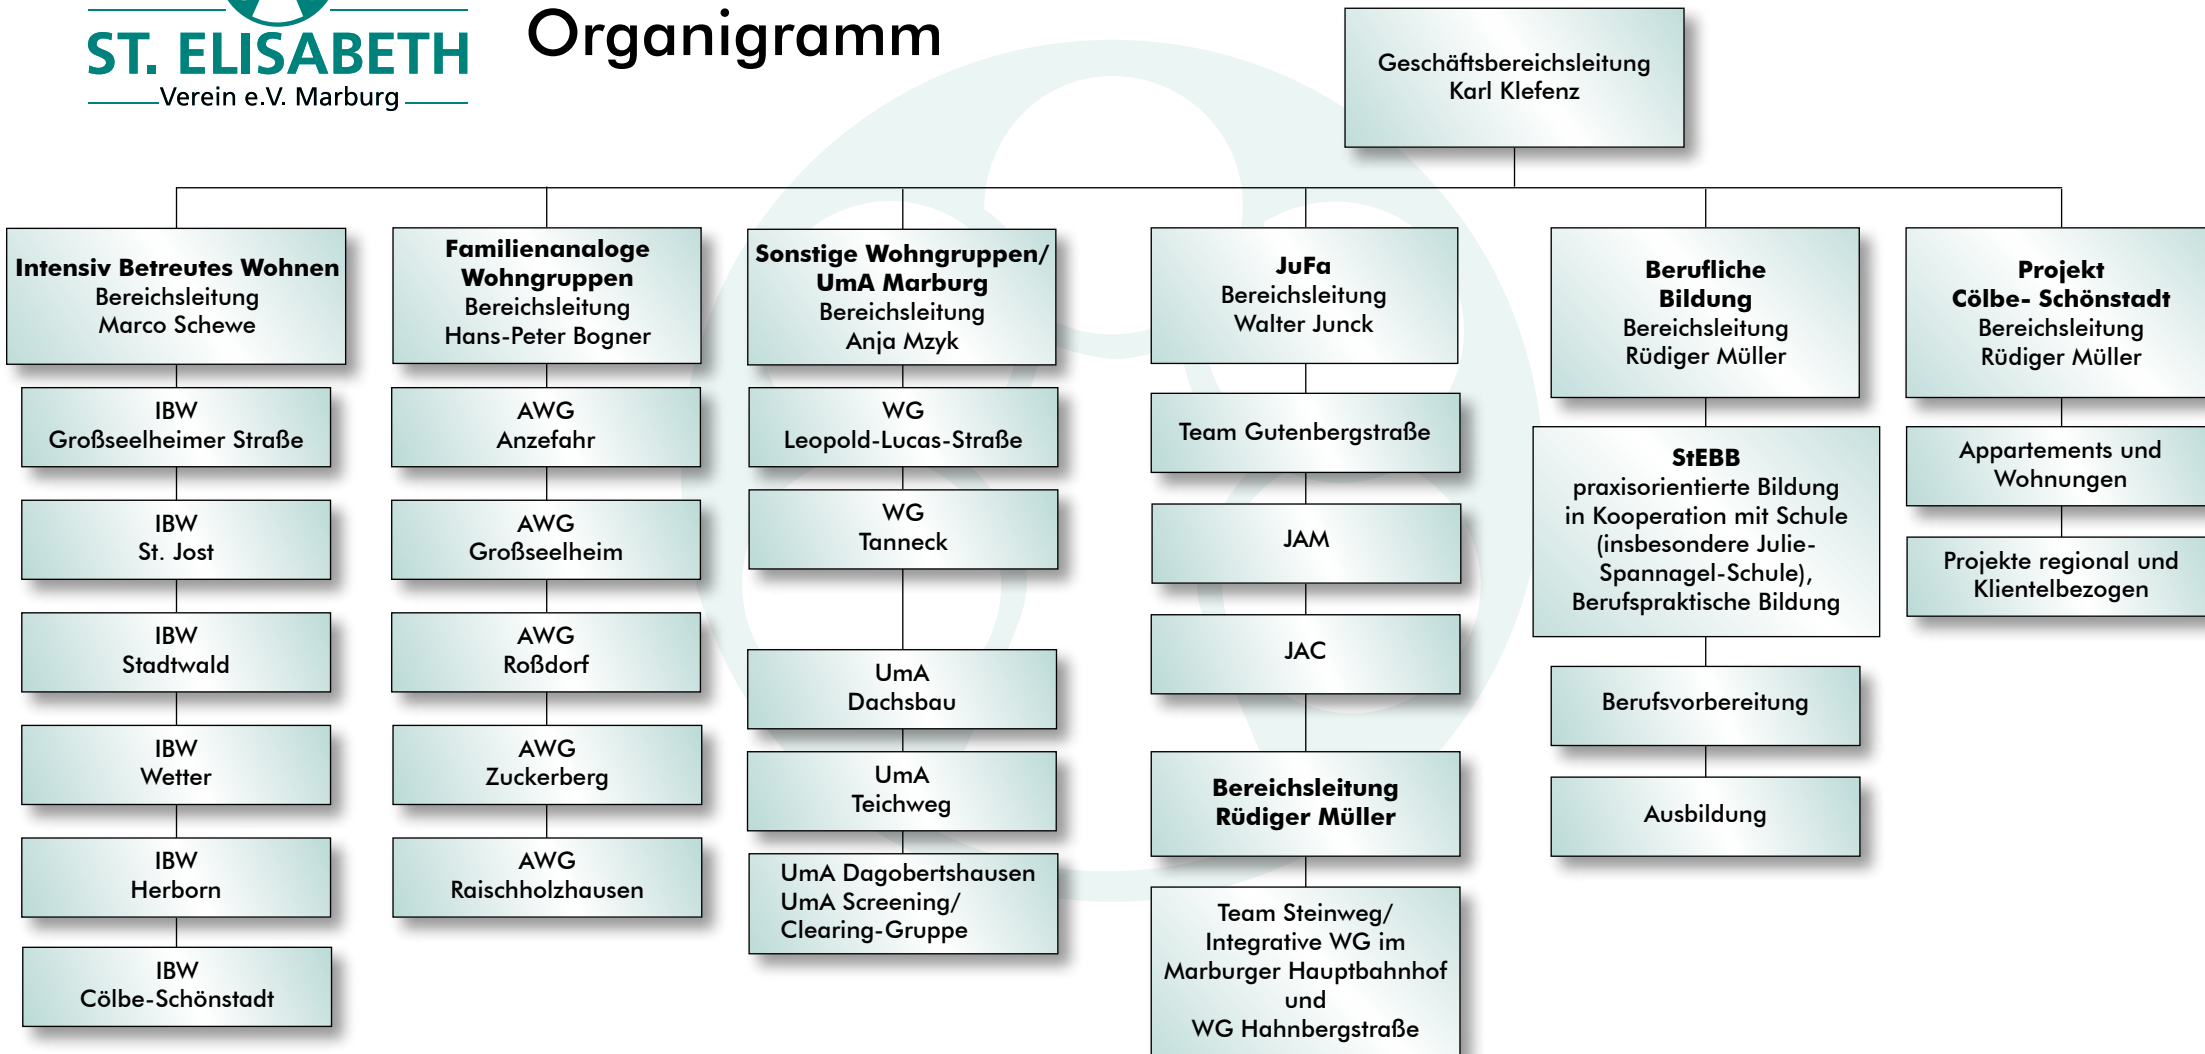 ST. ELISABETH
Verein e.V. Marburg
Organigramm
Geschäftsbereichsleitung
Karl Klefenz
Intensiv Betreutes Wohnen
Bereichsleitung
Marco Schewe
IBW
Großseelheimer Straße
IBW
St. Jost
IBW
Stadtwald
IBW
Wetter
IBW
Herborn
IBW
Cölbe-Schönstadt
Familienanaloge
Wohngruppen
Bereichsleitung
Hans-Peter Bogner
AWG
Anzefahr
AWG
Großseelheim
AWG
Roßdorf
AWG
Zuckerberg
AWG
Raischholzhausen
Sonstige Wohngruppen/
UmA Marburg
Bereichsleitung
Anja Mzyk
WG
Leopold-Lucas-Straße
WG
Tanneck
UmA
Dachsbau
UmA
Teichweg
UmA Dagobertshausen
UmA Screening/
Clearing-Gruppe
JuFa
Bereichsleitung
Walter Junck
Team Gutenbergstraße
JAM
JAC
Bereichsleitung
Rüdiger Müller
Team Steinweg/
Integrative WG im
Marburger Hauptbahnhof
und
WG Hahnbergstraße
Berufliche
Bildung
Bereichsleitung
Rüdiger Müller
StEBB
praxisorientierte Bildung
in Kooperation mit Schule
(insbesondere Julie-
Spannagel-Schule),
Berufspraktische Bildung
Berufsvorbereitung
Ausbildung
Projekt
Cölbe- Schönstadt
Bereichsleitung
Rüdiger Müller
Appartements und
Wohnungen
Projekte regional und
Klientelbezogen